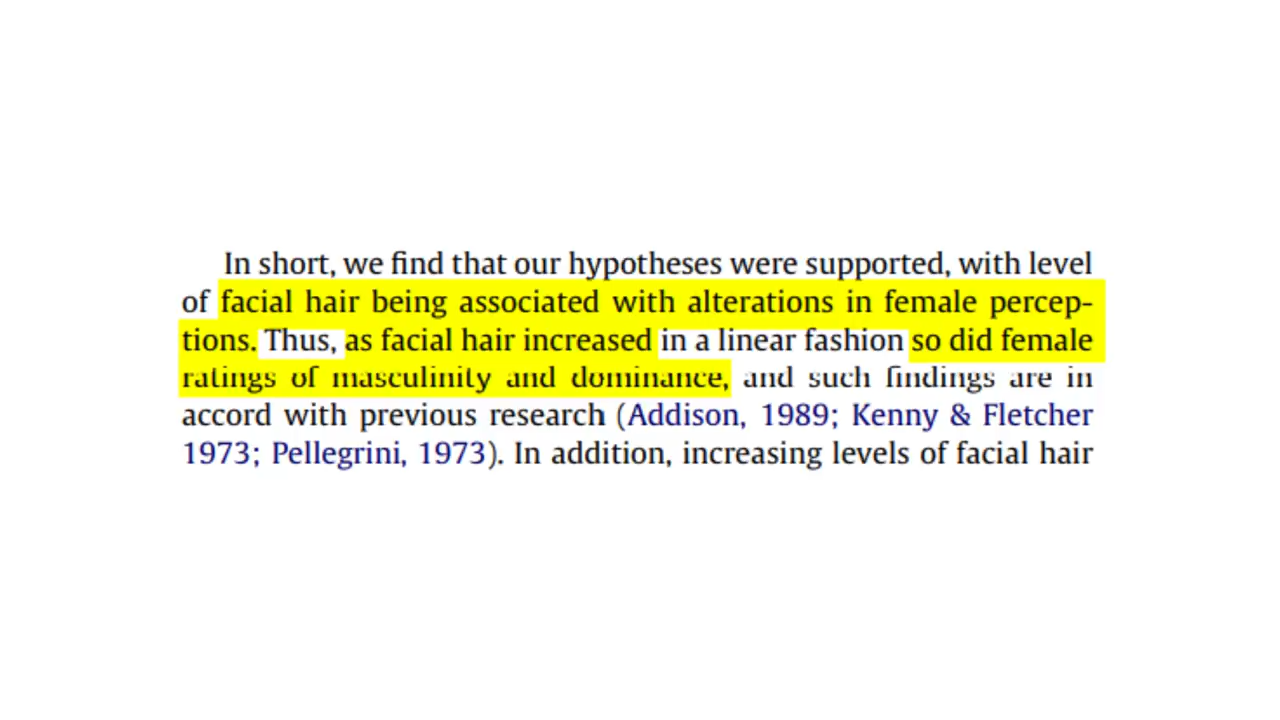 In short, we find that our hypotheses were supported, with level
of facial hair being associated with alterations in female percep-
tions. Thus, as facial hair increased in a linear fashion so did female
ratings of masculinity and dominance, and such findings are in
accord with previous research (Addison, 1989; Kenny & Fletcher
1973; Pellegrini, 1973). In addition, increasing levels of facial hair